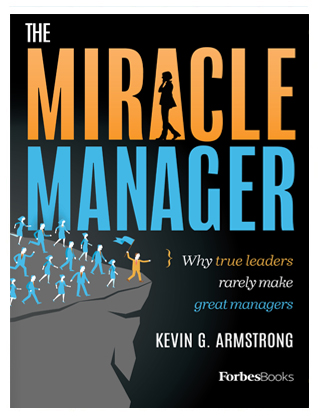 THE
MIRACLE
MANAGER
} Why true leaders
rarely make
great managers
KEVIN G. ARMSTRONG
ForbesBooks